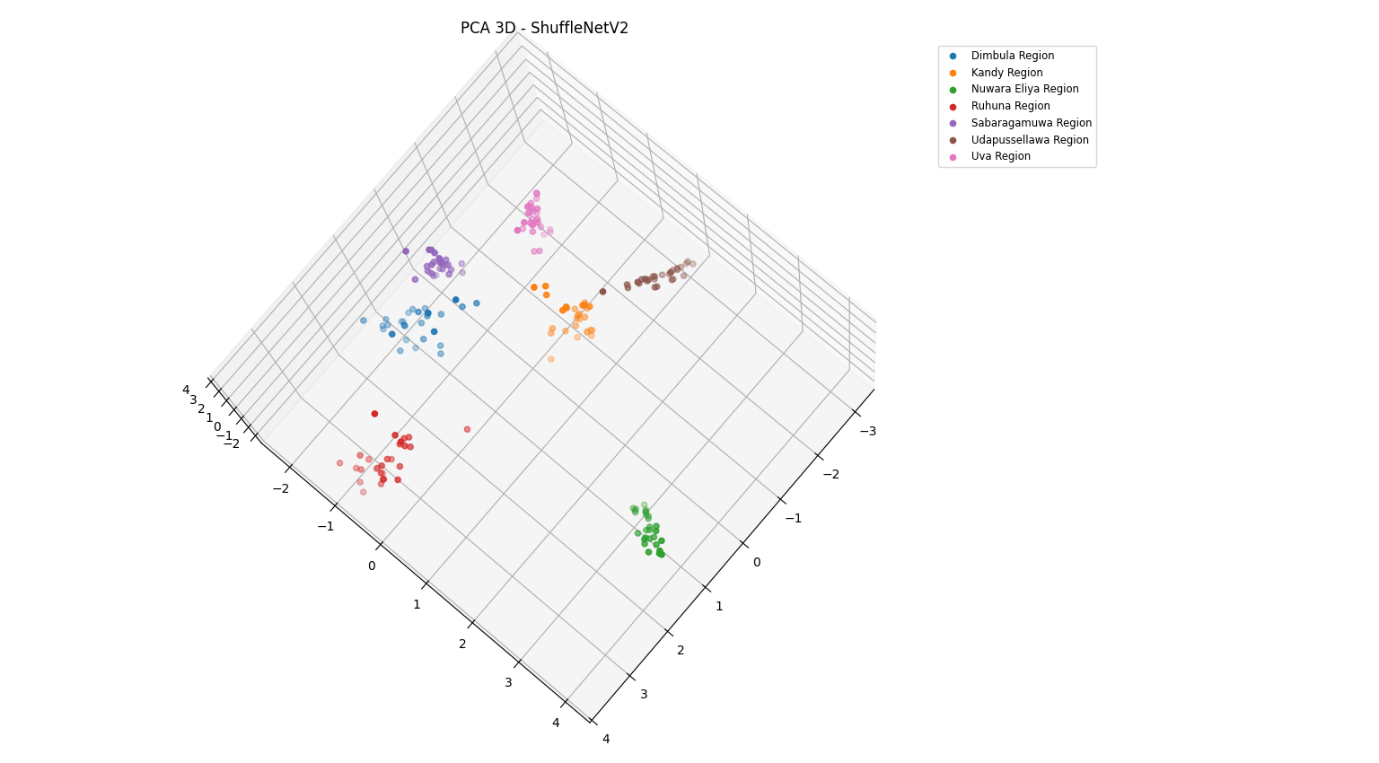 PCA 3D - ShuffleNetV2
Dimbula Region
Kandy Region
Nuwara Eliya Region
Ruhuna Region
Sabaragamuwa Region
Udapussellawa Region
Uva Region
4
3
2
1
0
−1
−2
−2
−1
0
1
2
3
4
−3
−2
−1
0
1
2
3
4